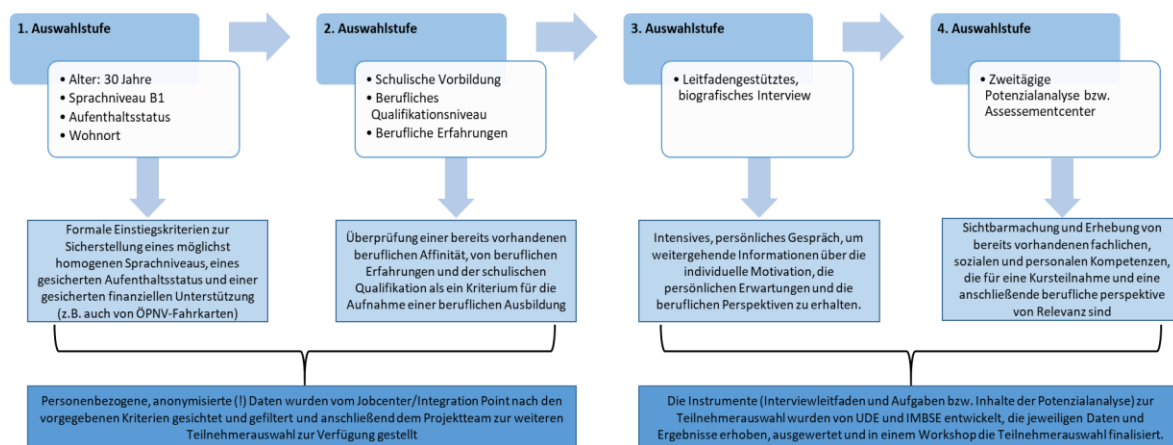 1. Auswahlstufe
• Alter: 30 Jahre
• Sprachniveau B1
• Aufenthaltsstatus
• Wohnort
Formale Einstiegskriterien zur
Sicherstellung eines möglichst
homogenen Sprachniveaus, eines
gesicherten Aufenthaltsstatus und einer
gesicherten finanziellen Unterstützung
(z.B. auch von ÖPNV-Fahrkarten)
2. Auswahlstufe
• Schulische Vorbildung
• Berufliches
Qualifikationsniveau
• Berufliche Erfahrungen
Überprüfung einer bereits vorhandenen
beruflichen Affinität, von beruflichen
Erfahrungen und der schulischen
Qualifikation als ein Kriterium für die
Aufnahme einer beruflichen Ausbildung
3. Auswahlstufe
• Leitfadengestütztes,
biografisches Interview
Intensives, persönliches Gespräch, um
weitergehende Informationen über die
individuelle Motivation, die
persönlichen Erwartungen und die
beruflichen Perspektiven zu erhalten.
4. Auswahlstufe
• Zweitägige
Potenzialanalyse bzw.
Assessementcenter
Sichtbarmachung und Erhebung von
bereits vorhandenen fachlichen,
sozialen und personalen Kompetenzen,
die für eine Kursteilnahme und eine
anschließende berufliche perspektive
von Relevanz sind
Personenbezogene, anonymisierte (!) Daten wurden vom Jobcenter/Integration Point nach den
vorgegebenen Kriterien gesichtet und gefiltert und anschließend dem Projektteam zur weiteren
Teilnehmerauswahl zur Verfügung gestellt
Die Instrumente (Interviewleitfaden und Aufgaben bzw. Inhalte der Potenzialanalyse) zur
Teilnehmerauswahl wurden von UDE und IMBSE entwickelt, die jeweiligen Daten und
Ergebnisse erhoben, ausgewertet und in einem Workshop die Teilnehmerauswahl finalisiert.